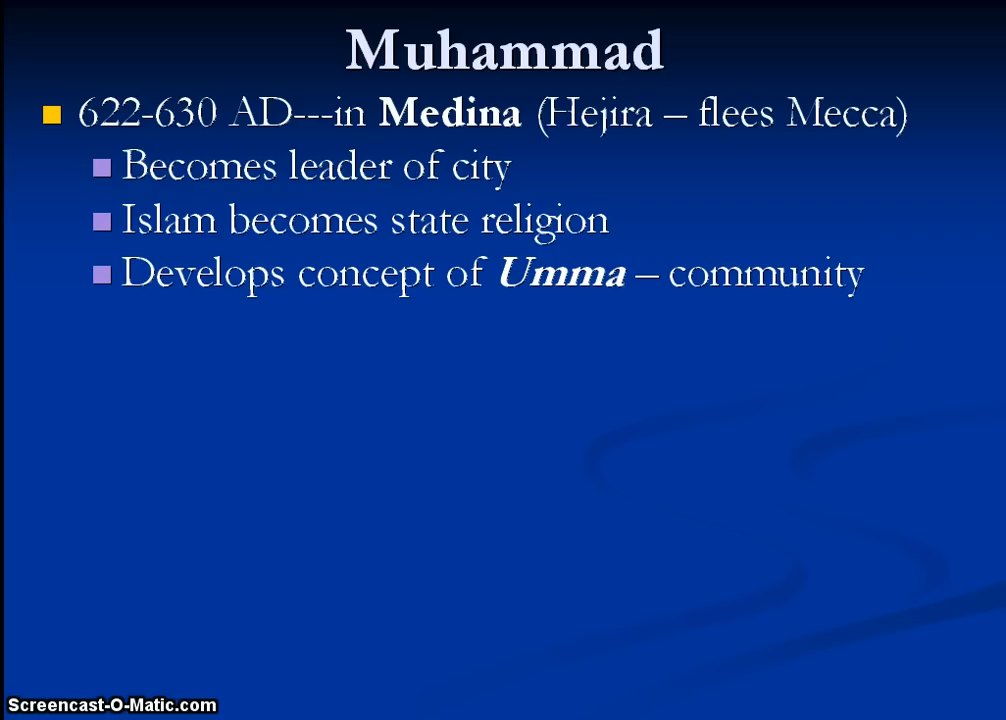 Muhammad
622-630 AD---in Medina (Hejira – flees Mecca)
Becomes leader of city
Islam becomes state religion
Develops concept of Umma – community
Screencast-O-Matic.com